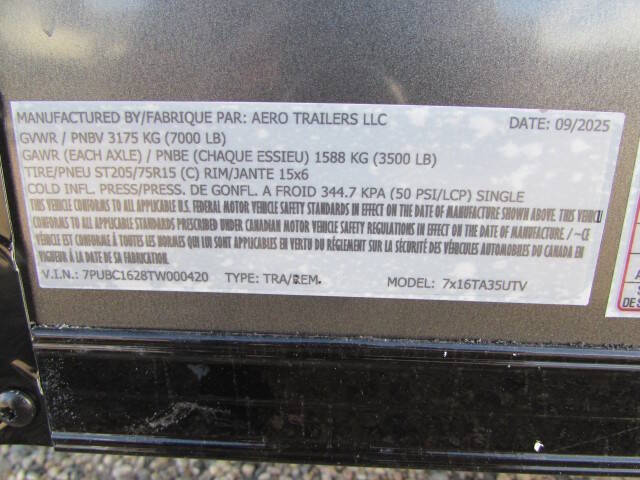 MANUFACTURED BY/FABRIQUE PAR: AERO TRAILERS LLC DATE: 09/2025
GVWR / PNBV 3175 KG (7000 LB)
GAWR (EACH AXLE) / PNBE (CHAQUE ESSIEU) 1588 KG (3500 LB)
TIRE/PNEU ST205/75R15 (C) RIM/JANTE 15x6
COLD INFL. PRESS/PRESS. DE GONFL. A FROID 344.7 KPA (50 PSI/LCP) SINGLE
THIS VEHICLE CONFORMS TO ALL APPLICABLE U.S. FEDERAL MOTOR VEHICLE SAFETY STANDARDS IN EFFECT ON THE DATE OF MANUFACTURE SHOWN ABOVE. THIS VEHICLE
CONFORMS TO ALL APPLICABLE STANDARDS PRESCRIBED UNDER CANADIAN MOTOR VEHICLE SAFETY REGULATIONS IN EFFECT ON THE DATE OF MANUFACTURE / ~CE
VÉHICULE EST CONFORME À TOUTES LES NORMES QUI LUI SONT APPLICABLES EN VERTU DU RÉGLEMENT SUR LA SÉCURITÉ DES VÉHICULES AUTOMOBILES DU CANADA EN
VIGUEUR À LA DATE DE SA FABRICATION.
V.I.N.: 7PUBC1628TW000420 TYPE: TRA/REM. MODEL: 7x16TA35UTV